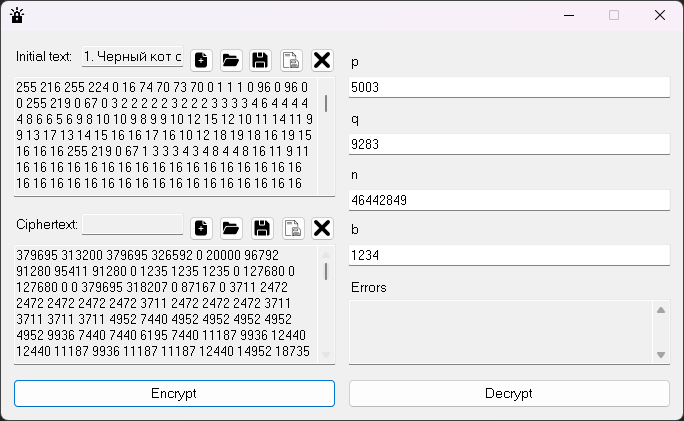 Initial text: 1. Черный кот с
255 216 255 224 0 16 74 70 73 70 0 1 1 1 0 96 0 96 0
0 255 219 0 67 0 3 2 2 2 2 2 3 2 2 2 3 3 3 3 4 6 4 4 4 4
4 8 6 6 5 6 9 8 10 10 9 8 9 9 10 12 15 12 10 11 14 11 9
9 13 17 13 14 15 16 16 17 16 10 12 18 19 18 16 19 15
16 16 16 255 219 0 67 1 3 3 3 4 3 4 8 4 4 8 16 11 9 11
16 16 16 16 16 16 16 16 16 16 16 16 16 16 16 16
16 16 16 16 16 16 16 16 16 16 16 16 16 16 16 16
Ciphertext:
379695 313200 379695 326592 0 20000 96792
91280 95411 91280 0 1235 1235 1235 0 127680 0
127680 0 0 379695 318207 0 87167 0 3711 2472
2472 2472 2472 2472 3711 2472 2472 2472 3711
3711 3711 3711 4952 7440 4952 4952 4952 4952
4952 9936 7440 7440 6195 7440 11187 9936 12440
12440 11187 9936 11187 11187 12440 14952 18735
Encrypt
p
5003
q
9283
n
46442849
b
1234
Errors
Decrypt